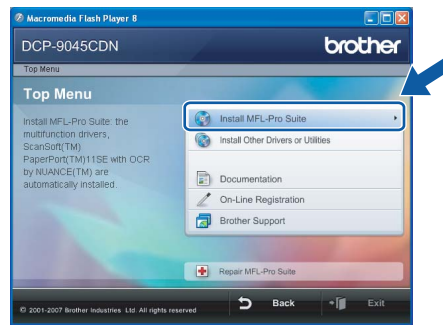 Macromedia Flash Player 8
DCP-9045CDN
brother
Top Menu
Top Menu
Install MFL-Pro Suite: the
multifunction drivers,
ScanSoft(TM)
PaperPort(TM)11SE with OCR
by NUANCE(TM) are
automatically installed.
Install MFL-Pro Suite
Install Other Drivers or Utilities
Documentation
On-Line Registration
Brother Support
Repair MFL-Pro Suite
© 2001-2007 Brother Industries Ltd. All rights reserved
Back
Exit